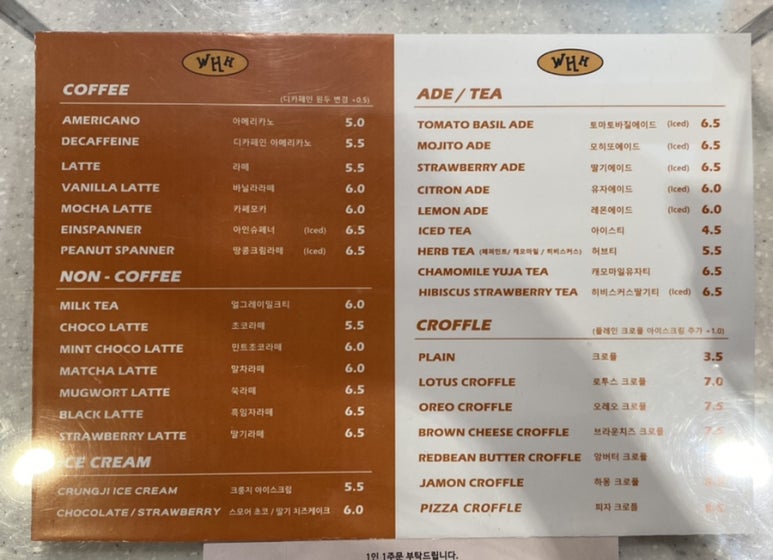 WHH
COFFEE (디카페인 원두 변경 +0.5)
AMERICANO 아메리카노 5.0
DECAFFEINE 디카페인 아메리카노 5.5
LATTE 라떼 5.5
VANILLA LATTE 바닐라라떼 6.0
MOCHA LATTE 카페모카 6.0
EINSPANNER 아인슈페너 (Iced) 6.5
PEANUT SPANNER 땅콩크림라떼 (Iced) 6.5
NON - COFFEE
MILK TEA 얼그레이밀크티 6.0
CHOCO LATTE 초코라떼 5.5
MINT CHOCO LATTE 민트초코라떼 6.0
MATCHA LATTE 말차라떼 6.0
MUGWORT LATTE 쑥라떼 6.5
BLACK LATTE 흑임자라떼 6.5
STRAWBERRY LATTE 딸기라떼 6.5
ICE CREAM
CRUNGJI ICE CREAM 크룽지 아이스크림 5.5
CHOCOLATE / STRAWBERRY 스모어 초코 / 딸기 치즈케이크 6.0
WHH
ADE / TEA
TOMATO BASIL ADE 토마토바질에이드 (Iced) 6.5
MOJITO ADE 모히또에이드 (Iced) 6.5
STRAWBERRY ADE 딸기에이드 (Iced) 6.5
CITRON ADE 유자에이드 (Iced) 6.0
LEMON ADE 레몬에이드 (Iced) 6.0
ICED TEA 아이스티 4.5
HERB TEA (페퍼민트/ 캐모마일 / 히비스커스) 허브티 5.5
CHAMOMILE YUJA TEA 캐모마일유자티 6.5
HIBISCUS STRAWBERRY TEA 히비스커스딸기티 (Iced) 6.5
CROFFLE (플레인 크로플 아이스크림 추가 +1.0)
PLAIN 크로플 3.5
LOTUS CROFFLE 로투스 크로플 7.0
OREO CROFFLE 오레오 크로플 7.5
BROWN CHEESE CROFFLE 브라운치즈 크로플
REDBEAN BUTTER CROFFLE 앙버터 크로플
JAMON CROFFLE 하몽 크로플
PIZZA CROFFLE 피자 크로플
1인 1주문 부탁드립니다.